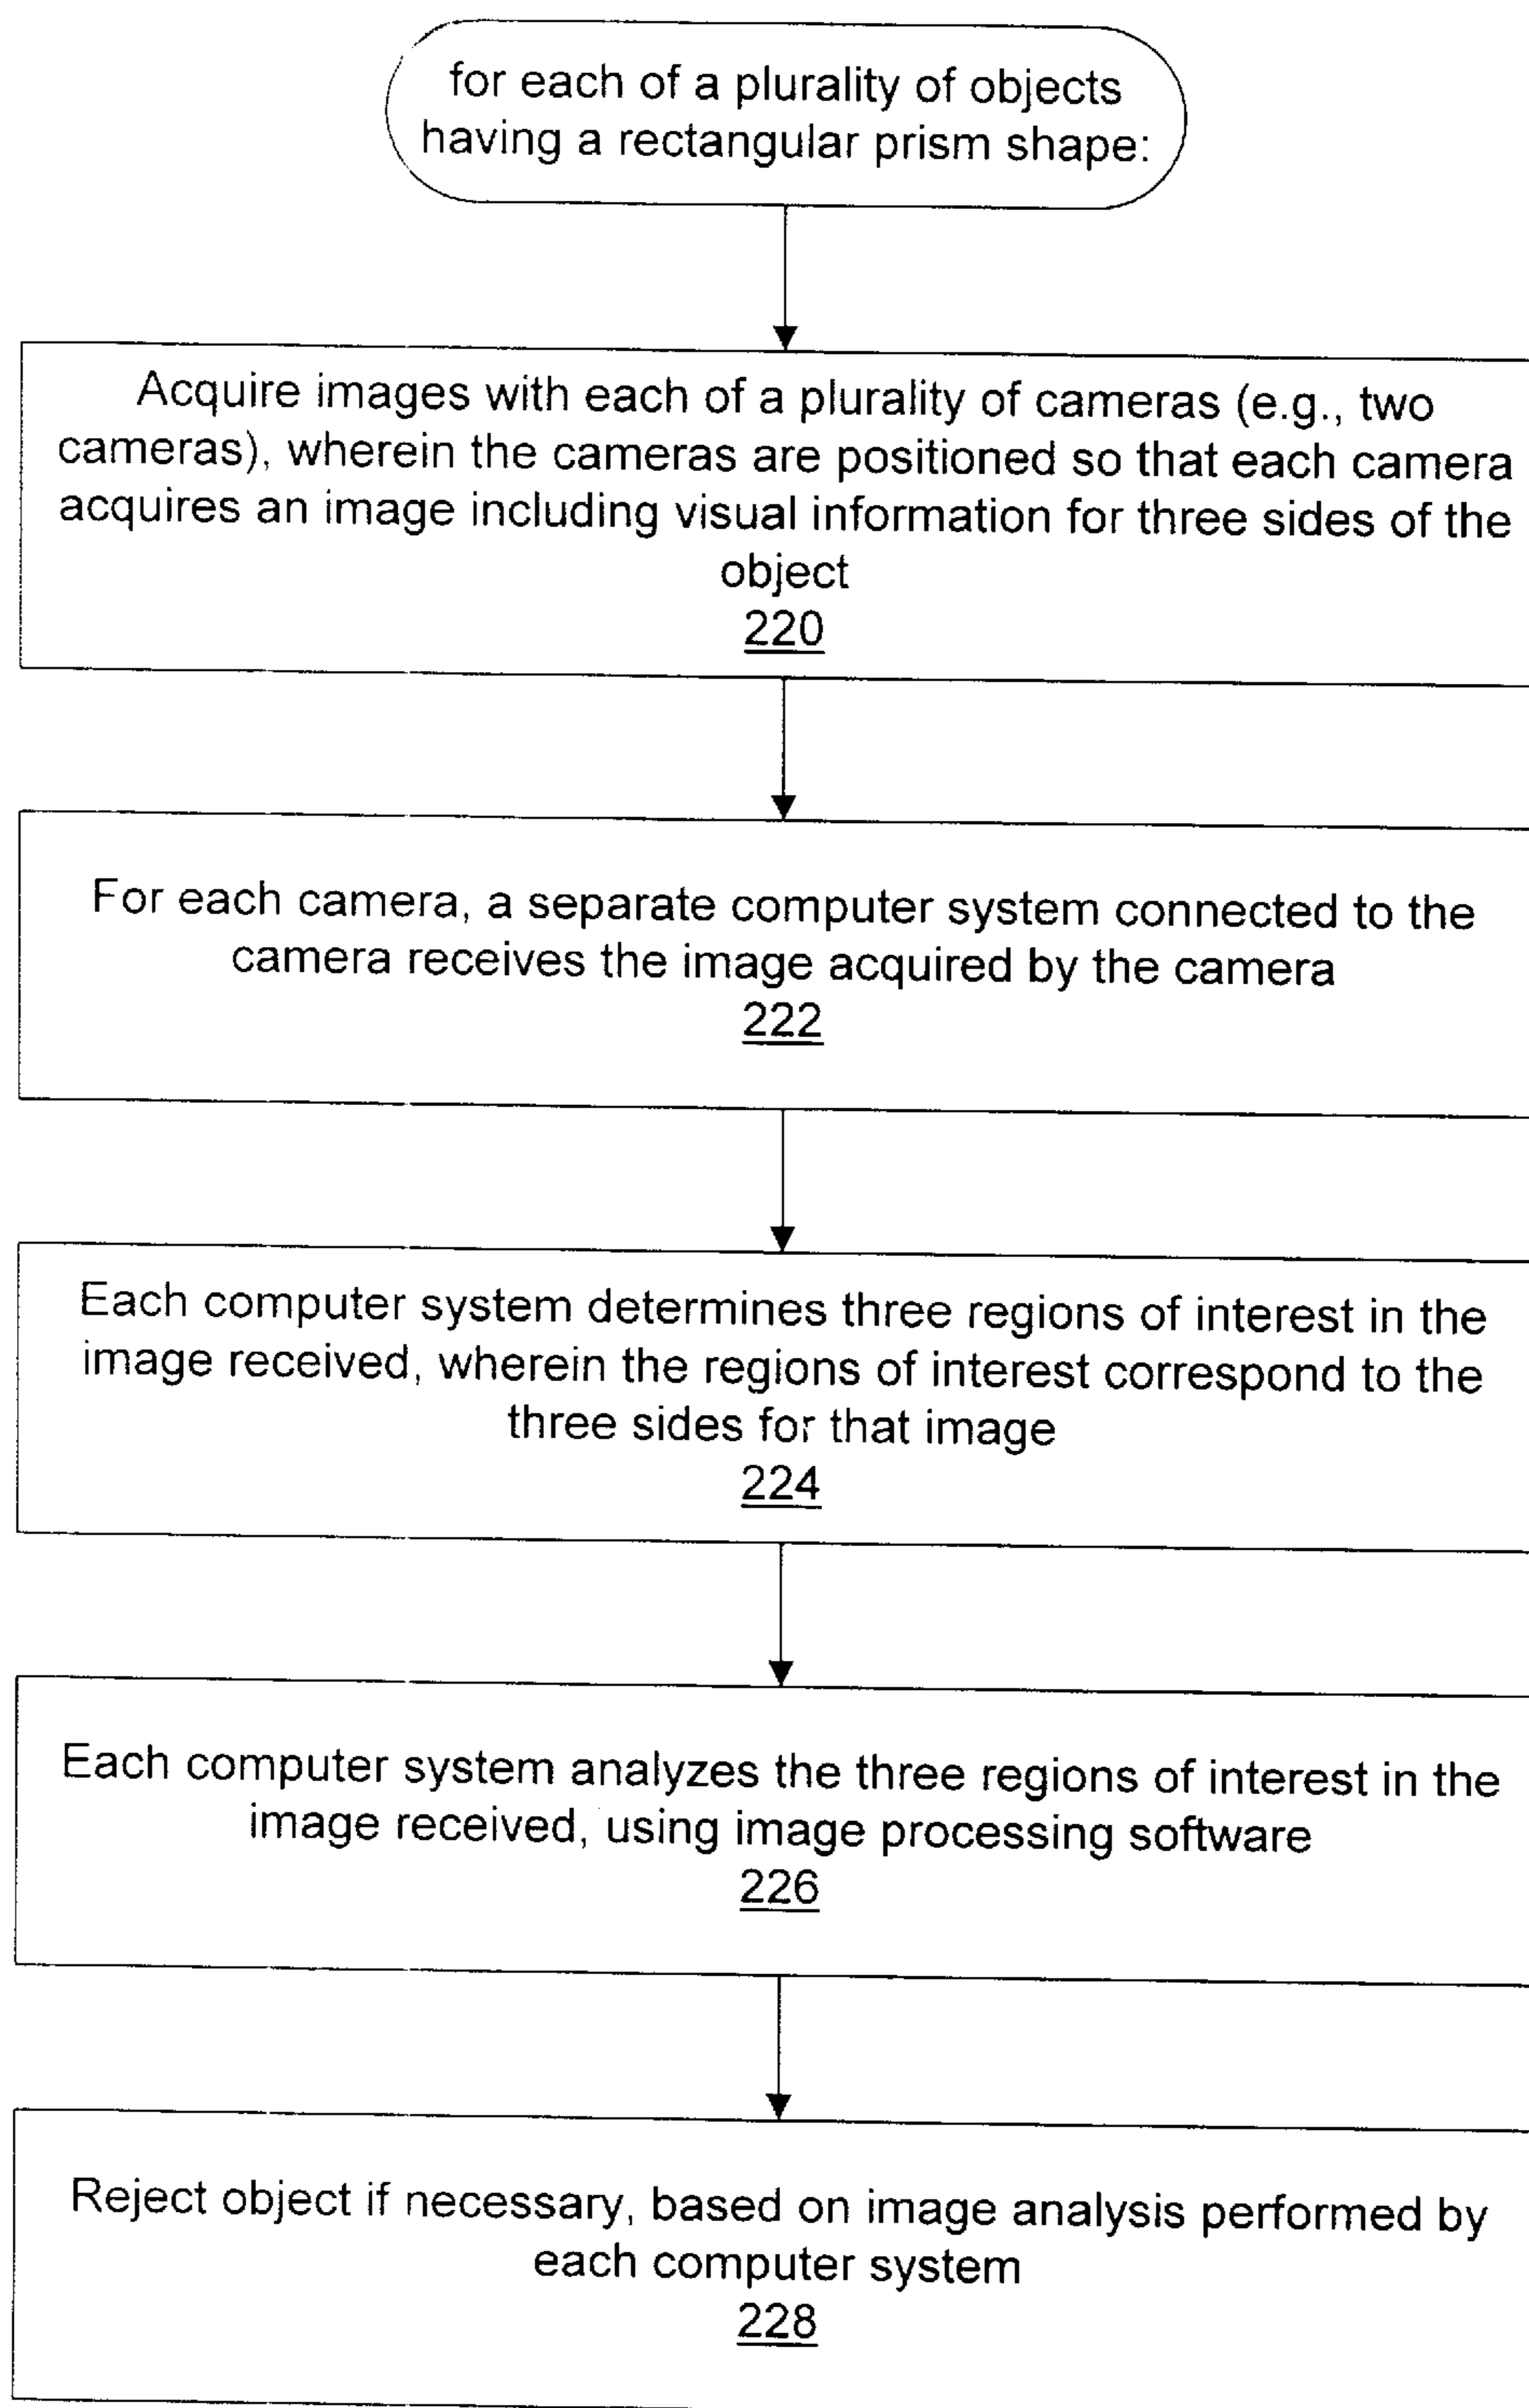 for each of a plurality of objects
having a rectangular prism shape:
Acquire images with each of a plurality of cameras (e.g., two
cameras), wherein the cameras are positioned so that each camera
acquires an image including visual information for three sides of the
object
220
For each camera, a separate computer system connected to the
camera receives the image acquired by the camera
222
Each computer system determines three regions of interest in the
image received, wherein the regions of interest correspond to the
three sides for that image
224
Each computer system analyzes the three regions of interest in the
image received, using image processing software
226
Reject object if necessary, based on image analysis performed by
each computer system
228